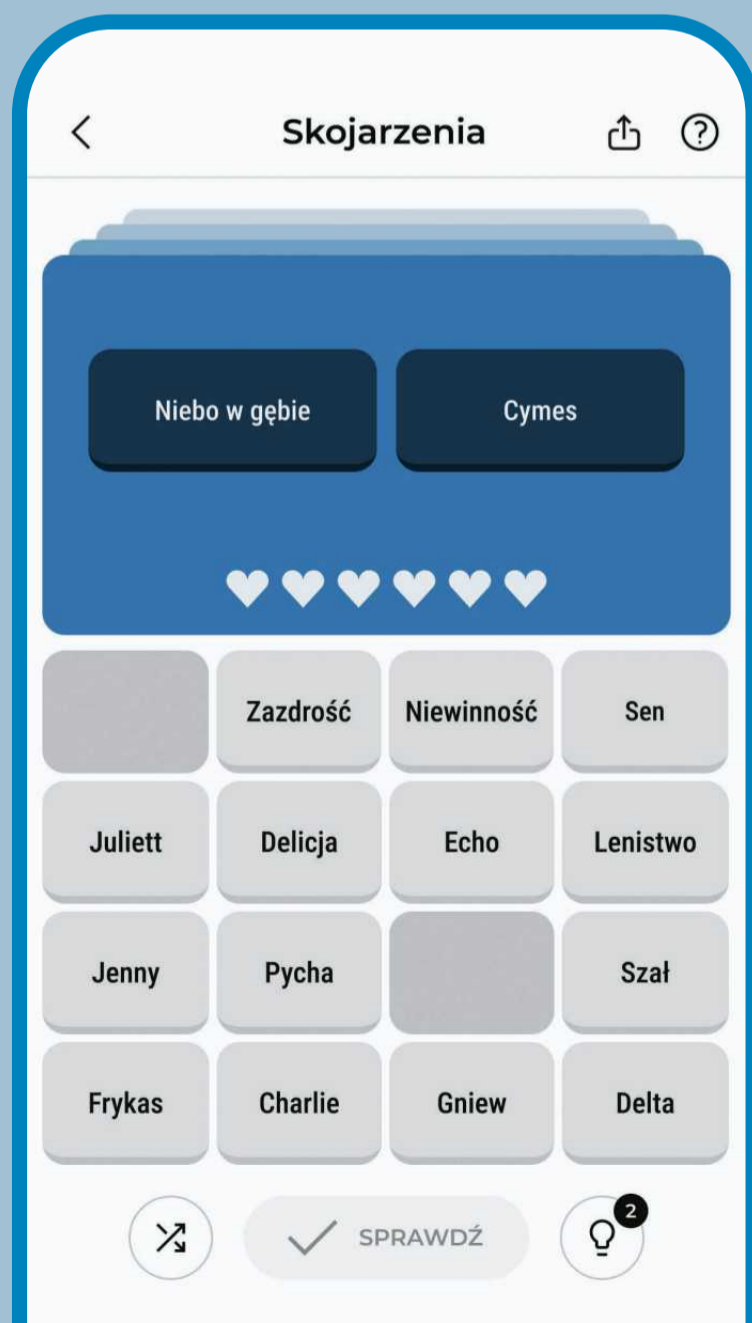 Skojarzenia
Niebo w gębie
Cymes
Zazdrość
Niewinność
Sen
Juliett
Delicja
Echo
Lenistwo
Jenny
Pycha
Szał
Frykas
Charlie
Gniew
Delta
SPRAWDŹ
2